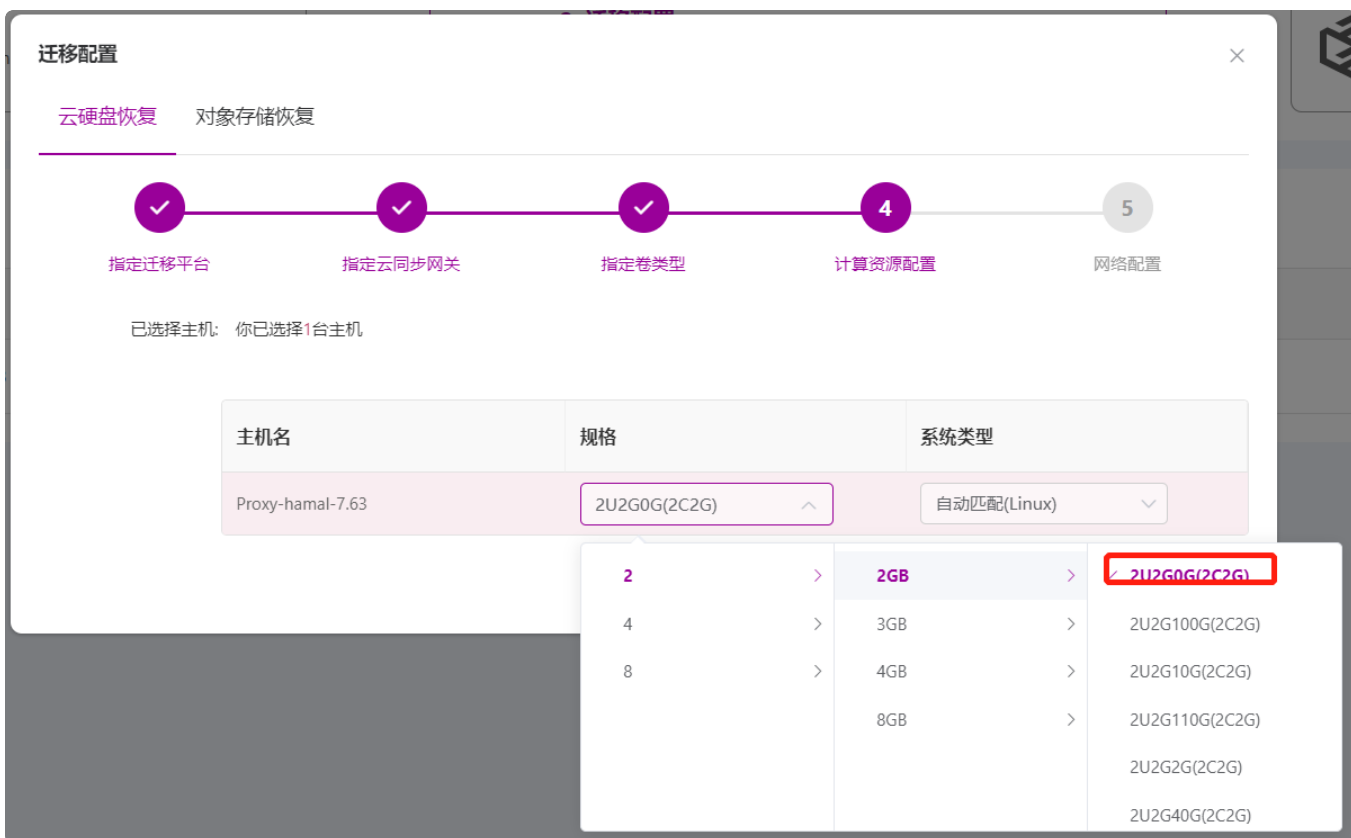 迁移配置
云硬盘恢复 对象存储恢复
4 5
指定迁移平台 指定云同步网关 指定卷类型 计算资源配置 网络配置
已选择主机: 你已选择1台主机
主机名 规格 系统类型
Proxy-hamal-7.63 2U2G0G(2C2G) 自动匹配(Linux)
2 2GB 2U2G0G(2C2G)
4 3GB 2U2G100G(2C2G)
8 4GB 2U2G10G(2C2G)
8GB 2U2G110G(2C2G)
2U2G2G(2C2G)
2U2G40G(2C2G)